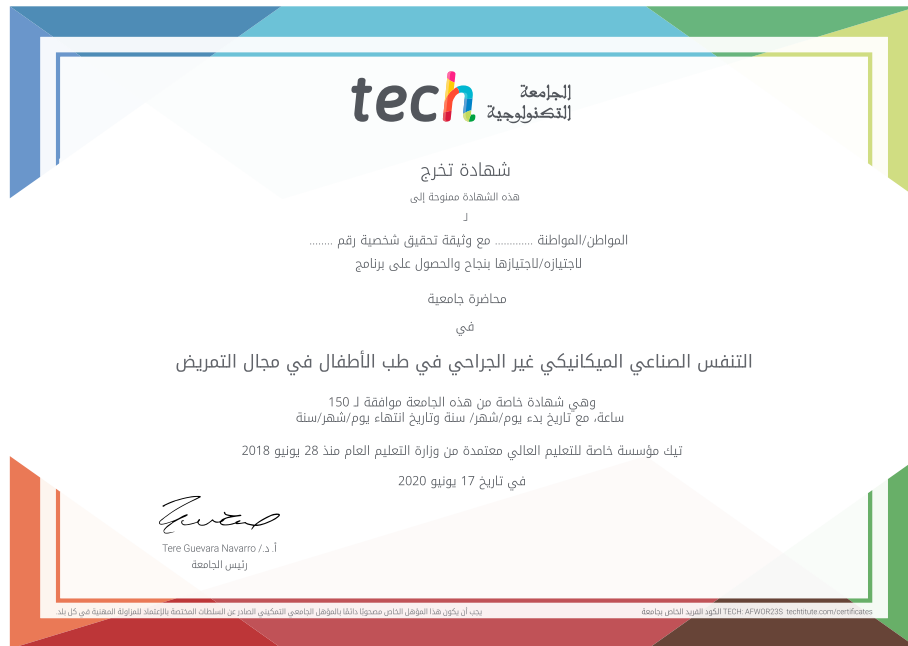 tech الجامعة
التكنولوجية
شهادة تخرج
هذه الشهادة ممنوحة إلى
لـ
المواطن/المواطنة ............. مع وثيقة تحقيق شخصية رقم ........
لاجتيازه/لاجتيازها بنجاح والحصول على برنامج
محاضرة جامعية
في
التنفس الصناعي الميكانيكي غير الجراحي في طب الأطفال في مجال التمريض
وهي شهادة خاصة من هذه الجامعة موافقة لـ 150
ساعة، مع تاريخ بدء يوم/شهر/ سنة وتاريخ انتهاء يوم/شهر/سنة
تيك مؤسسة خاصة للتعليم العالي معتمدة من وزارة التعليم العام منذ 28 يونيو 2018
في تاريخ 17 يونيو 2020
أ. د./ Tere Guevara Navarro
رئيس الجامعة
يجب أن يكون هذا المؤهل الخاص مصحوبًا دائمًا بالمؤهل الجامعي التمكيني الصادر عن السلطات المختصة بالإعتماد للمزاولة المهنية في كل بلد.
الكود الفريد الخاص بجامعة TECH: AFWOR23S techtitute.com/certificates